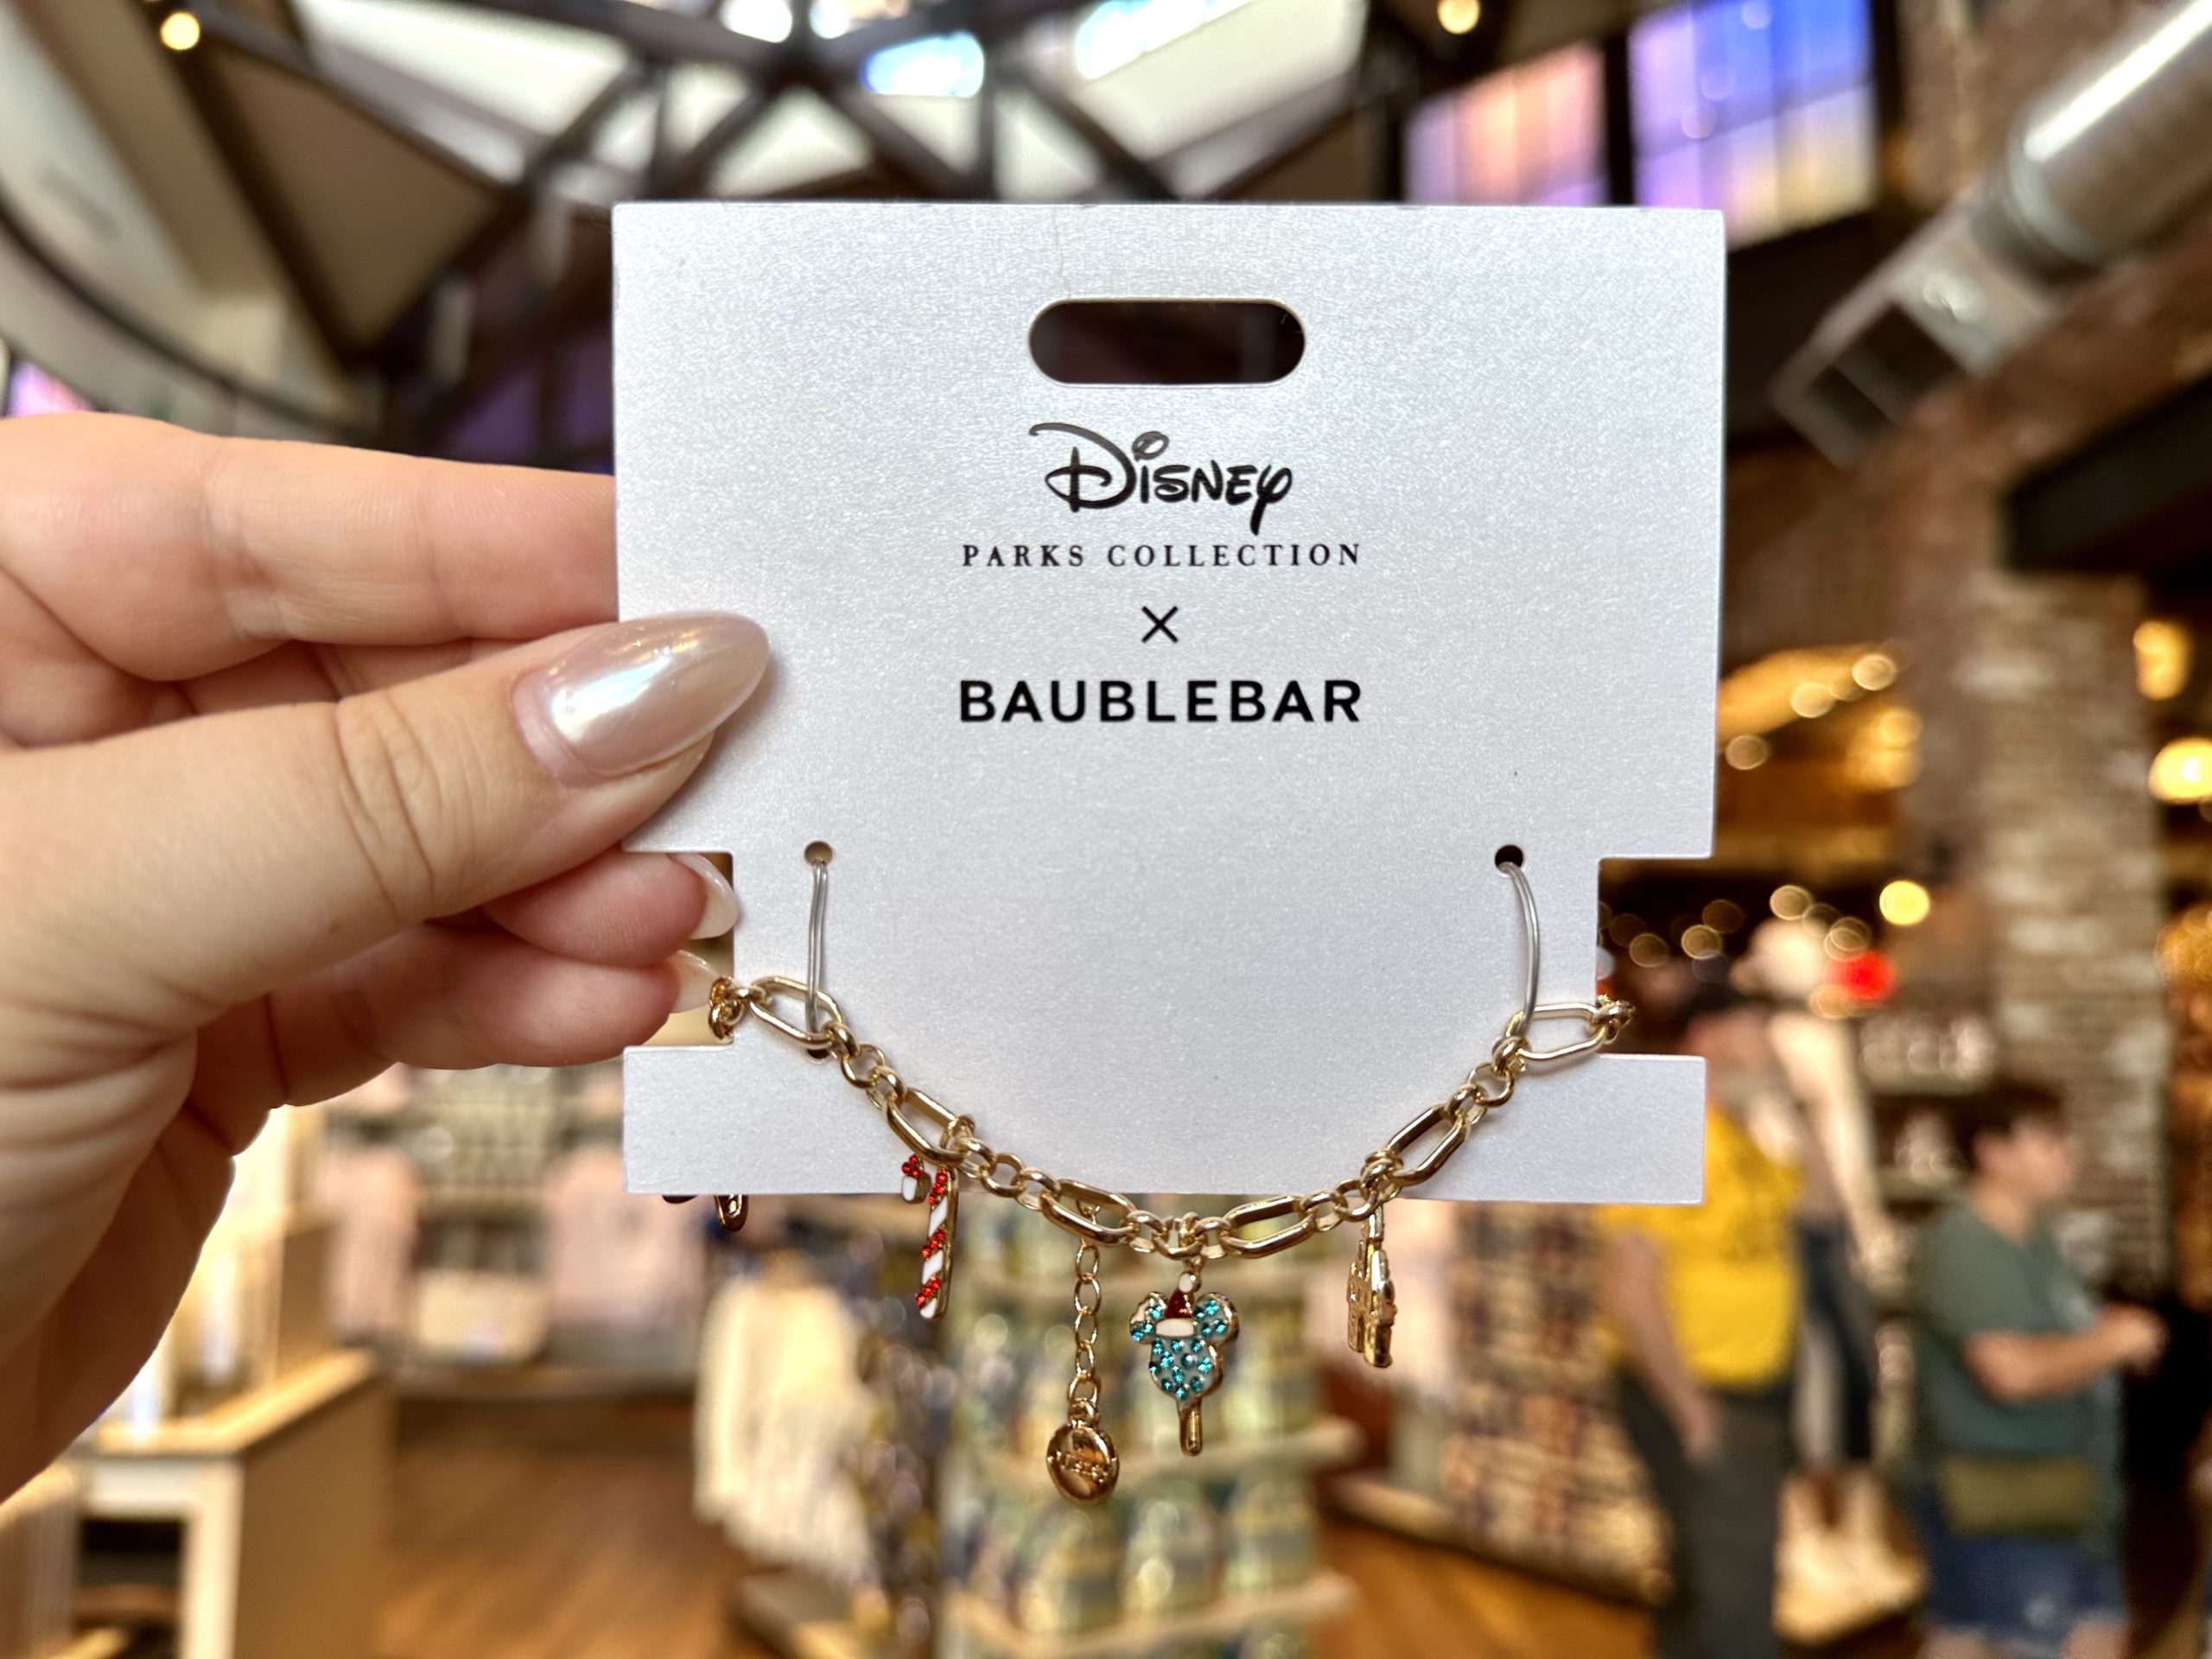 Disney
PARKS COLLECTION
×
BAUBLEBAR